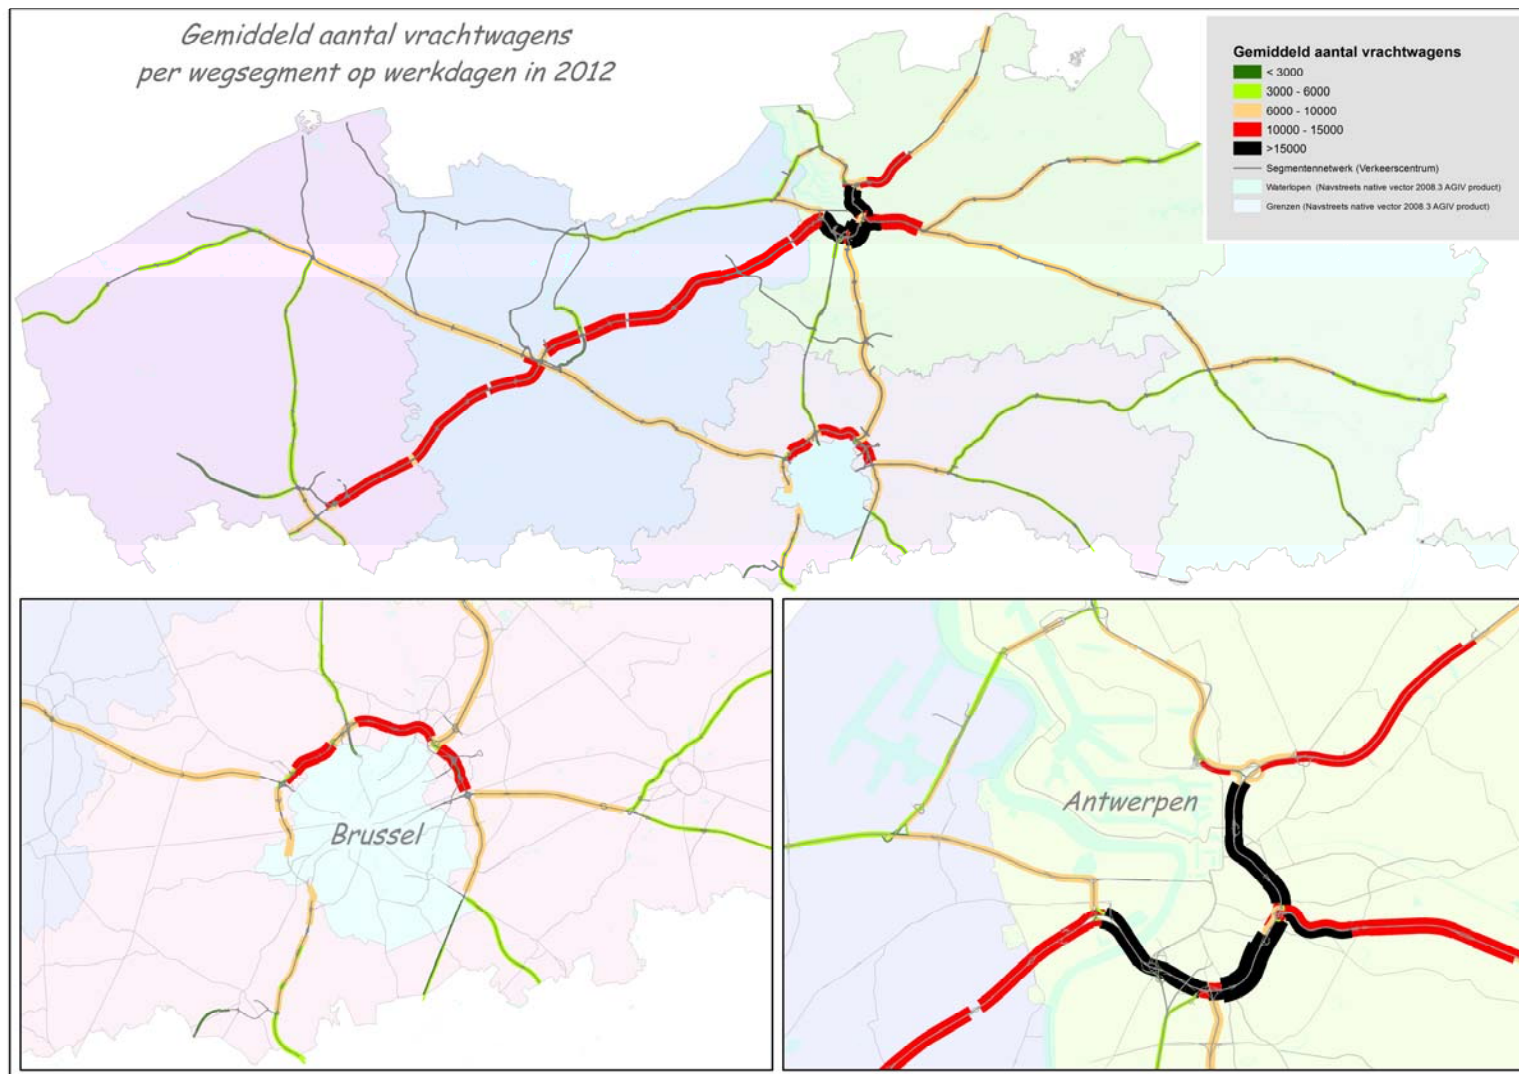 Gemiddeld aantal vrachtwagens
per wegsegment op werkdagen in 2012
Gemiddeld aantal vrachtwagens
< 3000
3000 - 6000
6000 - 10000
10000 - 15000
>15000
Segmentennetwerk (Verkeerscentrum)
Waterlopen (Navstreets native vector 2008.3 AGIV product)
Grenzen (Navstreets native vector 2008.3 AGIV product)
Brussel
Antwerpen